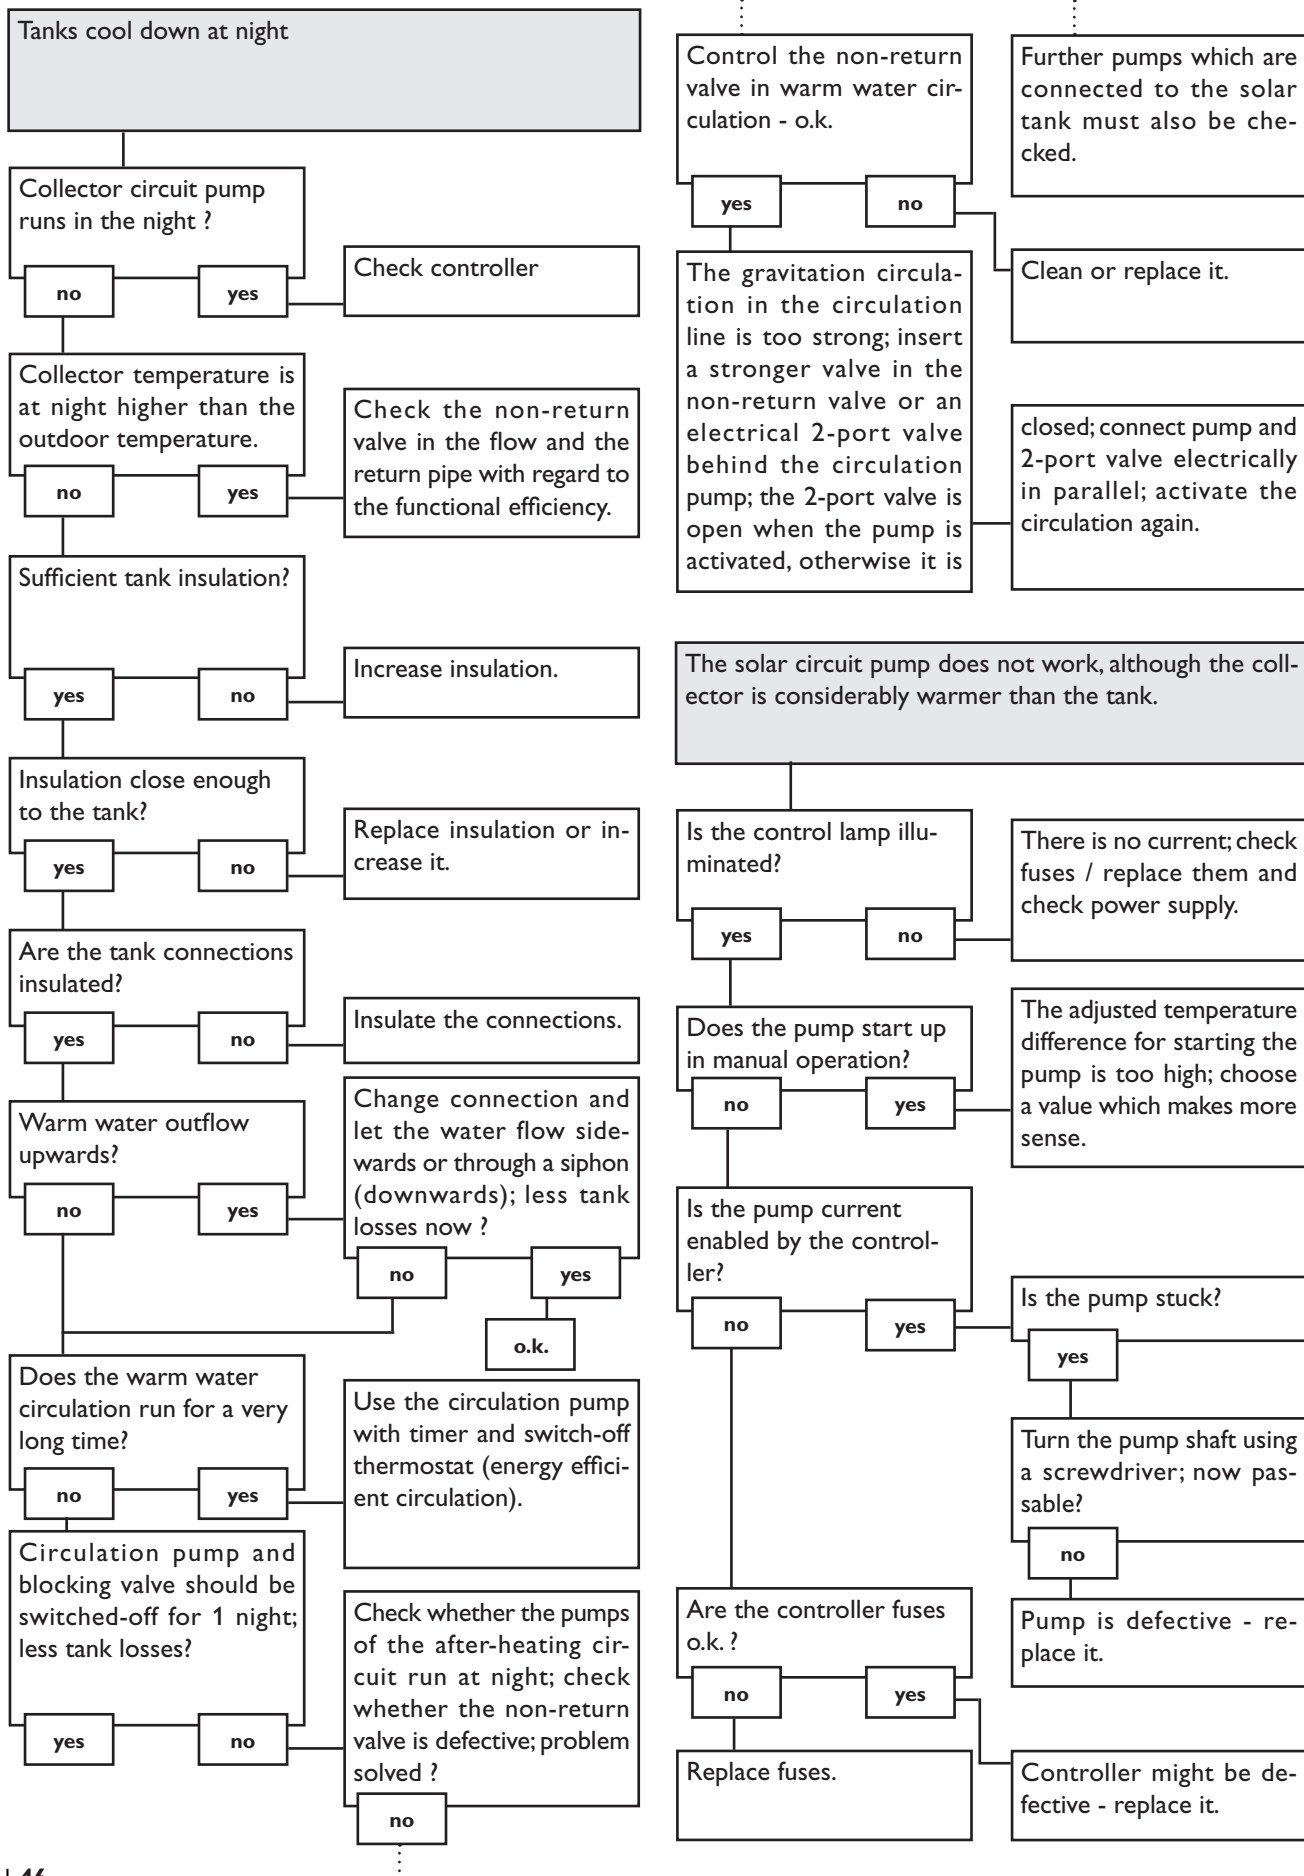 Tanks cool down at night
Collector circuit pump
runs in the night ?
no
yes
Check controller
Collector temperature is
at night higher than the
outdoor temperature.
no
yes
Check the non-return
valve in the flow and the
return pipe with regard to
the functional efficiency.
Sufficient tank insulation?
yes
no
Increase insulation.
Insulation close enough
to the tank?
yes
no
Replace insulation or in-
crease it.
Are the tank connections
insulated?
yes
no
Insulate the connections.
Warm water outflow
upwards?
no
yes
Change connection and
let the water flow side-
wards or through a siphon
(downwards); less tank
losses now ?
no
yes
o.k.
Does the warm water
circulation run for a very
long time?
no
yes
Use the circulation pump
with timer and switch-off
thermostat (energy effici-
ent circulation).
Circulation pump and
blocking valve should be
switched-off for 1 night;
less tank losses?
yes
no
Check whether the pumps
of the after-heating cir-
cuit run at night; check
whether the non-return
valve is defective; problem
solved ?
no
Control the non-return
valve in warm water cir-
culation - o.k.
yes
no
Further pumps which are
connected to the solar
tank must also be che-
cked.
Clean or replace it.
The gravitation circula-
tion in the circulation
line is too strong; insert
a stronger valve in the
non-return valve or an
electrical 2-port valve
behind the circulation
pump; the 2-port valve is
open when the pump is
activated, otherwise it is
closed; connect pump and
2-port valve electrically
in parallel; activate the
circulation again.
The solar circuit pump does not work, although the coll-
ector is considerably warmer than the tank.
Is the control lamp illu-
minated?
yes
no
There is no current; check
fuses / replace them and
check power supply.
Does the pump start up
in manual operation?
no
yes
The adjusted temperature
difference for starting the
pump is too high; choose
a value which makes more
sense.
Is the pump current
enabled by the control-
ler?
no
yes
Is the pump stuck?
yes
Turn the pump shaft using
a screwdriver; now pas-
sable?
no
Pump is defective - re-
place it.
Are the controller fuses
o.k. ?
no
yes
Replace fuses.
Controller might be de-
fective - replace it.